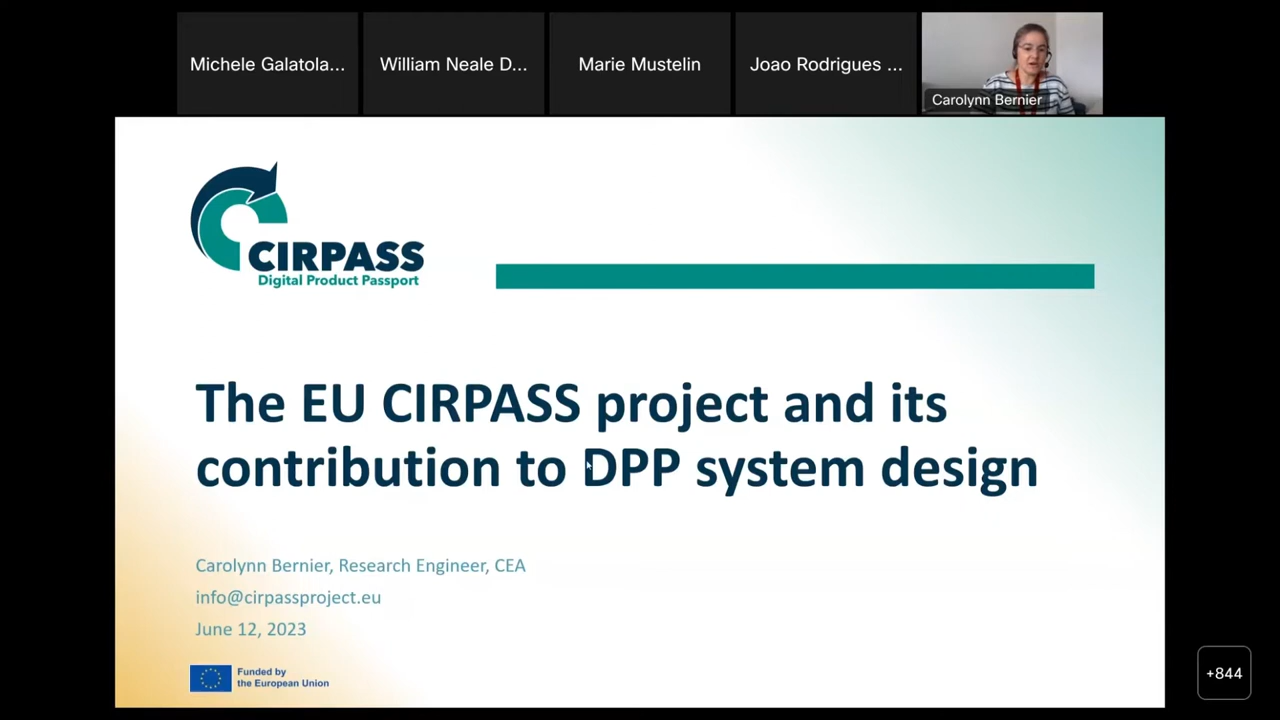 Michele Galatola...
William Neale D...
Marie Mustelin
Joao Rodrigues ...
Carolynn Bernier
CIRPASS
Digital Product Passport
The EU CIRPASS project and its
contribution to DPP system design
Carolynn Bernier, Research Engineer, CEA
info@cirpassproject.eu
June 12, 2023
Funded by
the European Union
+844